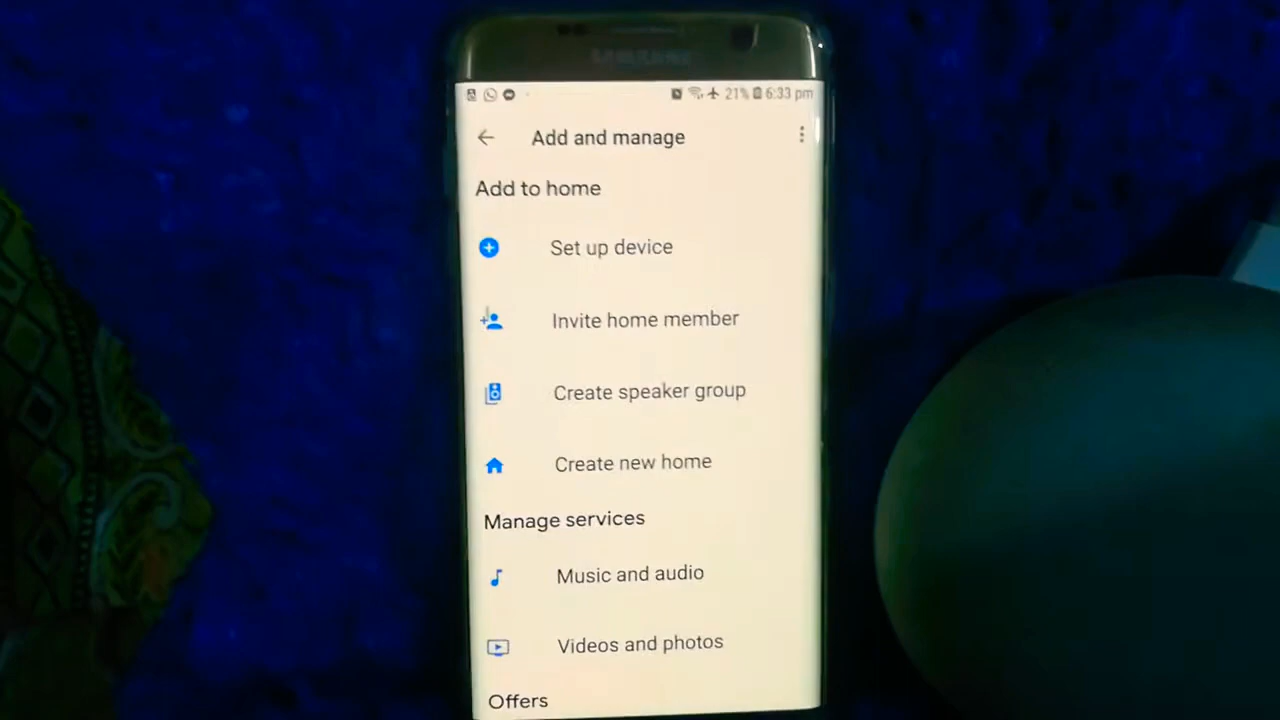 SAMSUNG
21% 6:33 pm
Add and manage
Add to home
Set up device
Invite home member
Create speaker group
Create new home
Manage services
Music and audio
Videos and photos
Offers